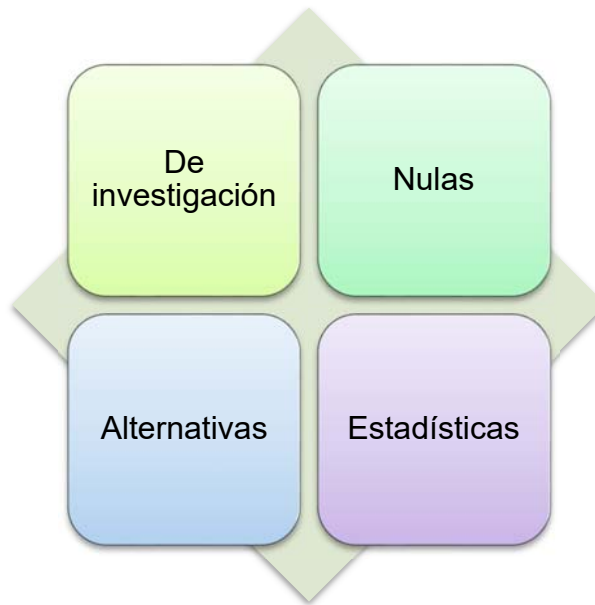 De
investigación
Nulas
Alternativas
Estadísticas